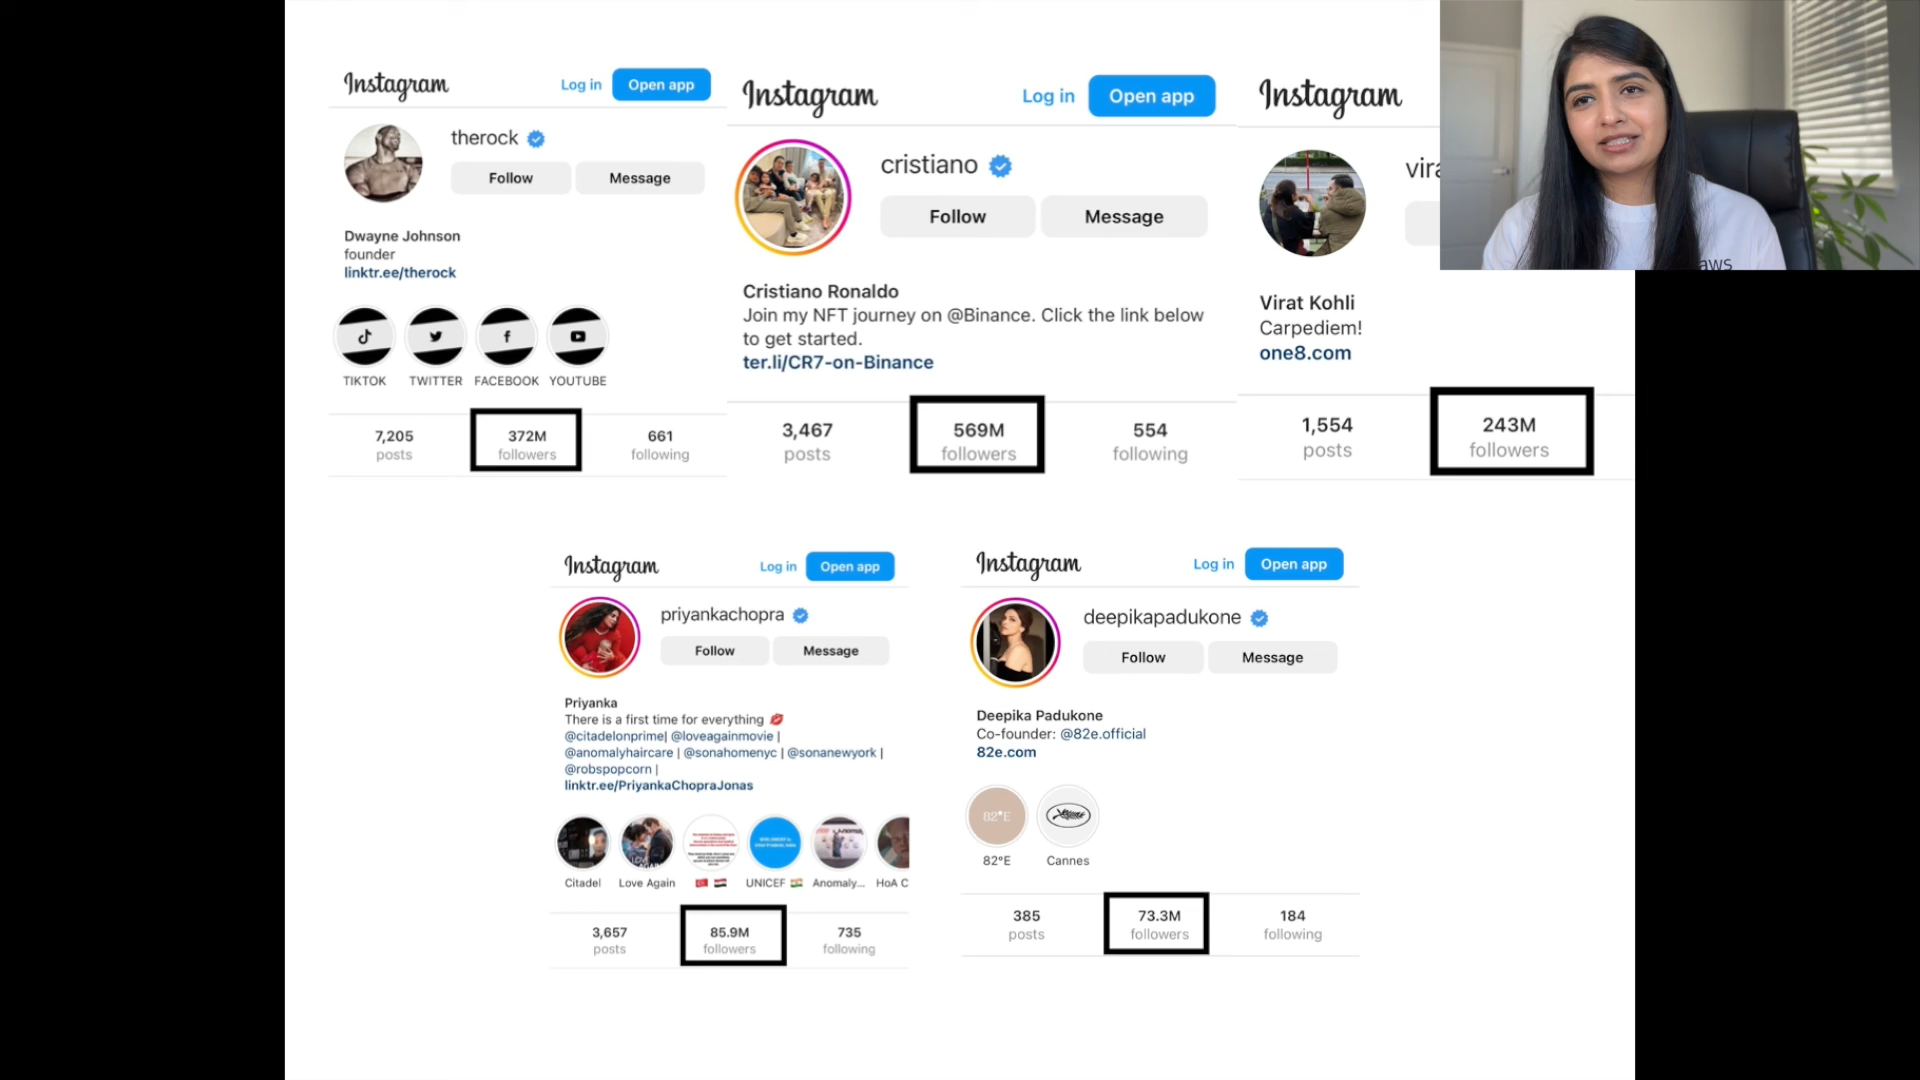 Instagram
Log in
Open app
therock
Follow
Message
Dwayne Johnson
founder
linktr.ee/therock
TIKTOK
TWITTER
FACEBOOK
YOUTUBE
7,205
posts
372M
followers
661
following
Instagram
Log in
Open app
cristiano
Follow
Message
Cristiano Ronaldo
Join my NFT journey on @Binance. Click the link below
to get started.
ter.li/CR7-on-Binance
3,467
posts
569M
followers
554
following
Instagram
vira
Virat Kohli
Carpediem!
one8.com
1,554
posts
243M
followers
aws
Instagram
Log in
Open app
priyankachopra
Follow
Message
Priyanka
There is a first time for everything 💋
@citadelonprime| @loveagainmovie |
@anomalyhaircare | @sonahomenyc | @sonanewyork |
@robspopcorn |
linktr.ee/PriyankaChopraJonas
Citadel
Love Again
🇹🇷 🇸🇾
UNICEF 🇮🇳
Anomaly...
HoA C
3,657
posts
85.9M
followers
735
following
Instagram
Log in
Open app
deepikapadukone
Follow
Message
Deepika Padukone
Co-founder: @82e.official
82e.com
82°E
82°E
Cannes
385
posts
73.3M
followers
184
following